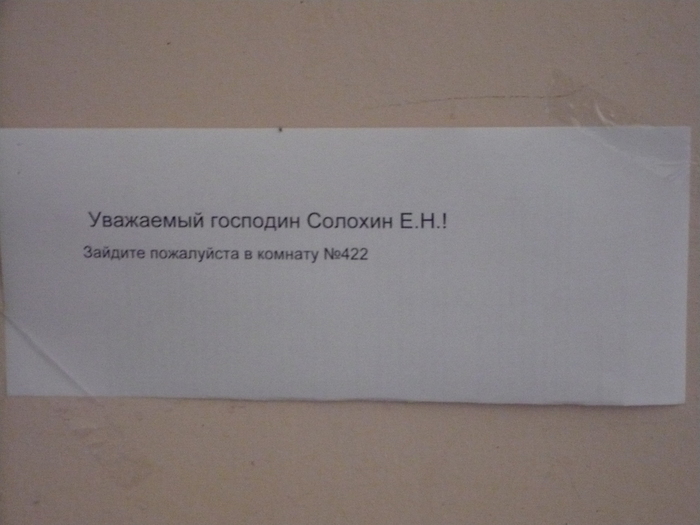 Уважаемый господин Солохин Е.Н.!
Зайдите пожалуйста в комнату №422